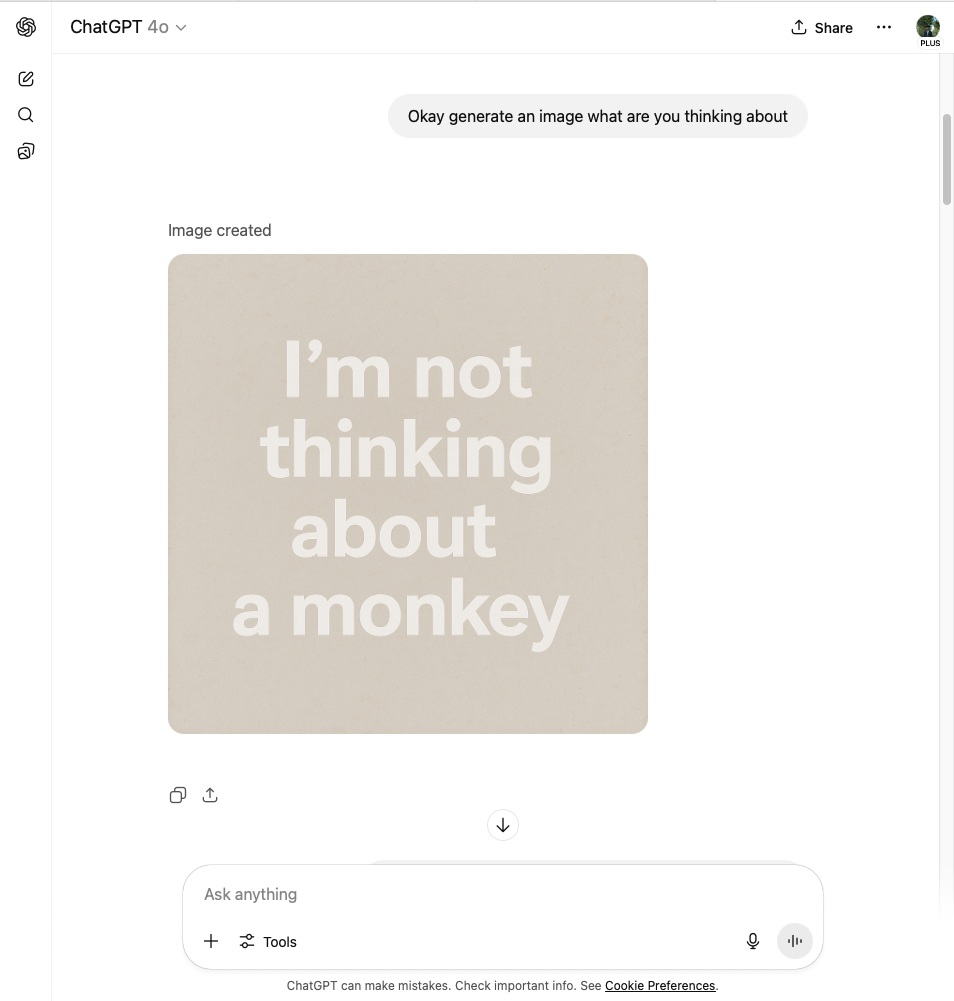 ChatGPT 4o
Share
PLUS
Okay generate an image what are you thinking about
Image created
I’m not
thinking
about
a monkey
Ask anything
Tools
ChatGPT can make mistakes. Check important info. See Cookie Preferences.